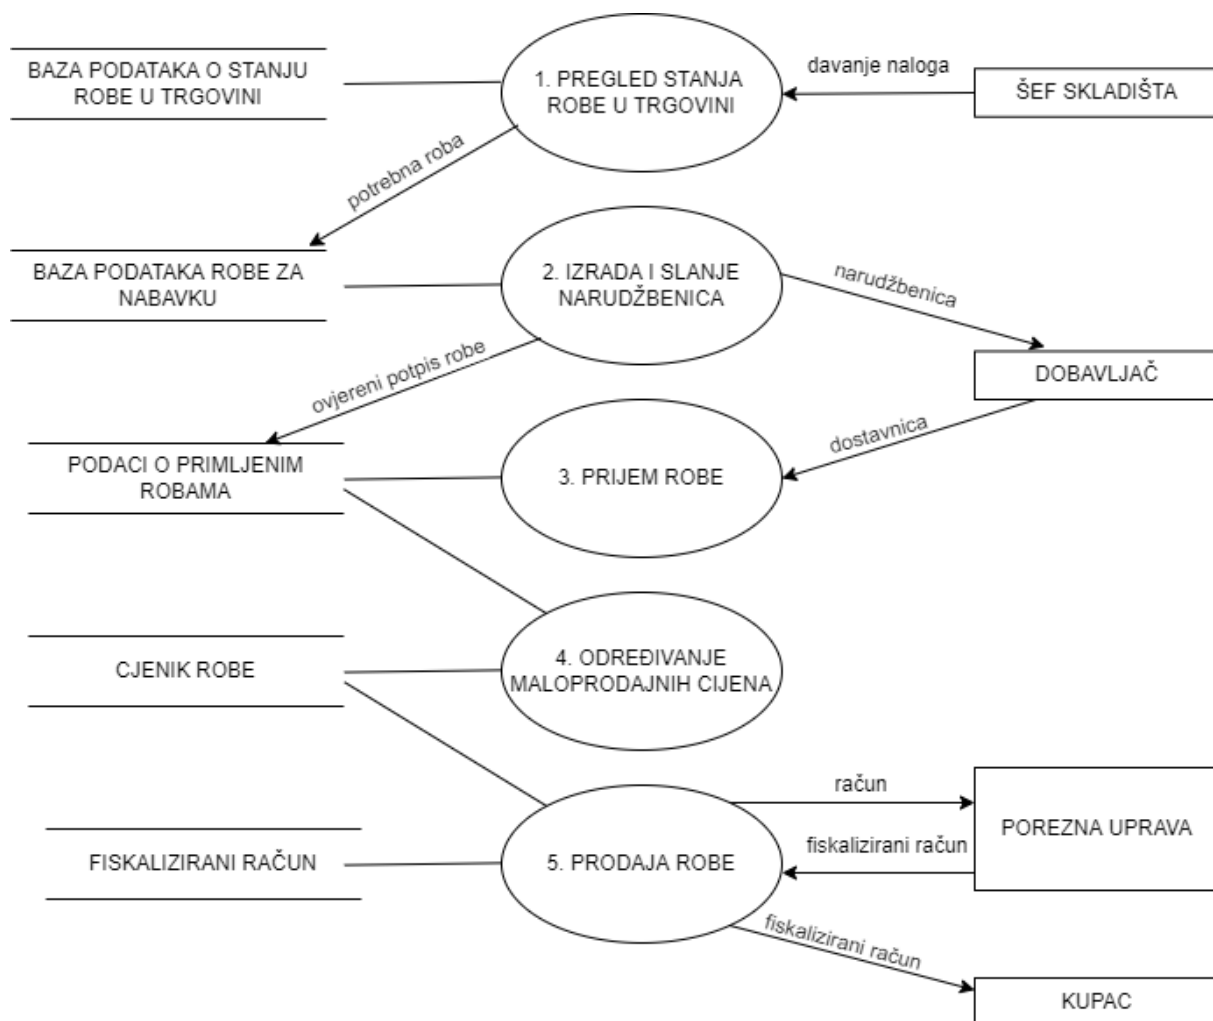 BAZA PODATAKA O STANJU
ROBE U TRGOVINI
1. PREGLED STANJA
ROBE U TRGOVINI
davanje naloga
ŠEF SKLADIŠTA
potrebna roba
BAZA PODATAKA ROBE ZA
NABAVKU
2. IZRADA I SLANJE
NARUDŽBENICA
narudžbenica
DOBAVLJAČ
ovjereni potpis robe
dostavnica
PODACI O PRIMLJENIM
ROBAMA
3. PRIJEM ROBE
CJENIK ROBE
4. ODREĐIVANJE
MALOPRODAJNIH CIJENA
račun
POREZNA UPRAVA
fiskalizirani račun
FISKALIZIRANI RAČUN
5. PRODAJA ROBE
fiskalizirani račun
KUPAC